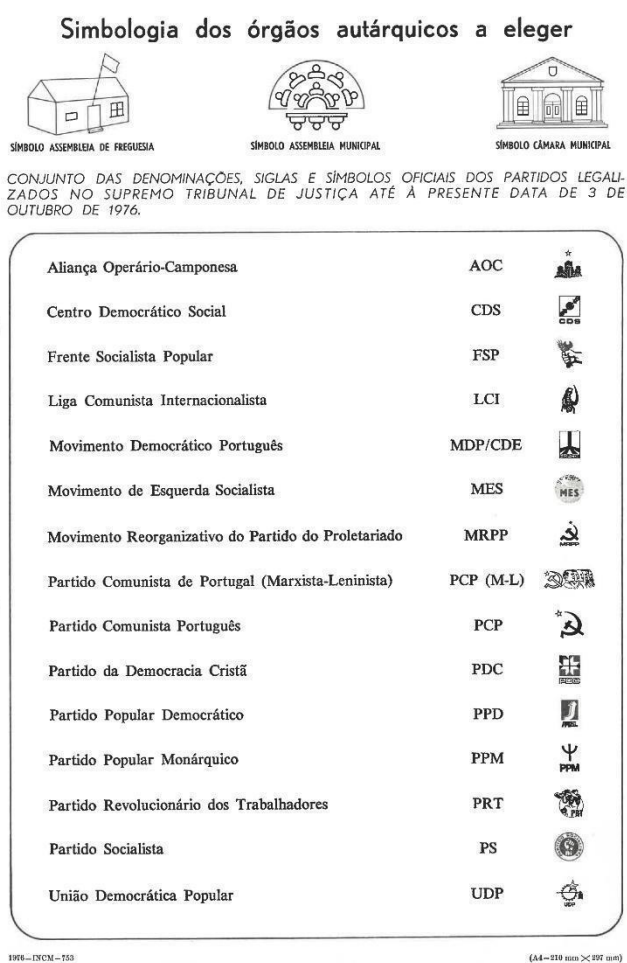 Simbologia dos órgãos autárquicos a eleger
SÍMBOLO ASSEMBLEIA DE FREGUESIA
SÍMBOLO ASSEMBLEIA MUNICIPAL
SÍMBOLO CÂMARA MUNICIPAL
CONJUNTO DAS DENOMINAÇÕES, SIGLAS E SÍMBOLOS OFICIAIS DOS PARTIDOS LEGALI-
ZADOS NO SUPREMO TRIBUNAL DE JUSTIÇA ATÉ À PRESENTE DATA DE 3 DE
OUTUBRO DE 1976.
Aliança Operário-Camponesa AOC
Centro Democrático Social CDS CDS
Frente Socialista Popular FSP
Liga Comunista Internacionalista LCI
Movimento Democrático Português MDP/CDE
Movimento de Esquerda Socialista MES MES
Movimento Reorganizativo do Partido do Proletariado MRPP MRPP
Partido Comunista de Portugal (Marxista-Leninista) PCP (M-L)
Partido Comunista Português PCP
Partido da Democracia Cristã PDC
Partido Popular Democrático PPD
Partido Popular Monárquico PPM PPM
Partido Revolucionário dos Trabalhadores PRT PRT
Partido Socialista PS
União Democrática Popular UDP UDP
1976—INCM—753
(A4—210 mm × 297 mm)